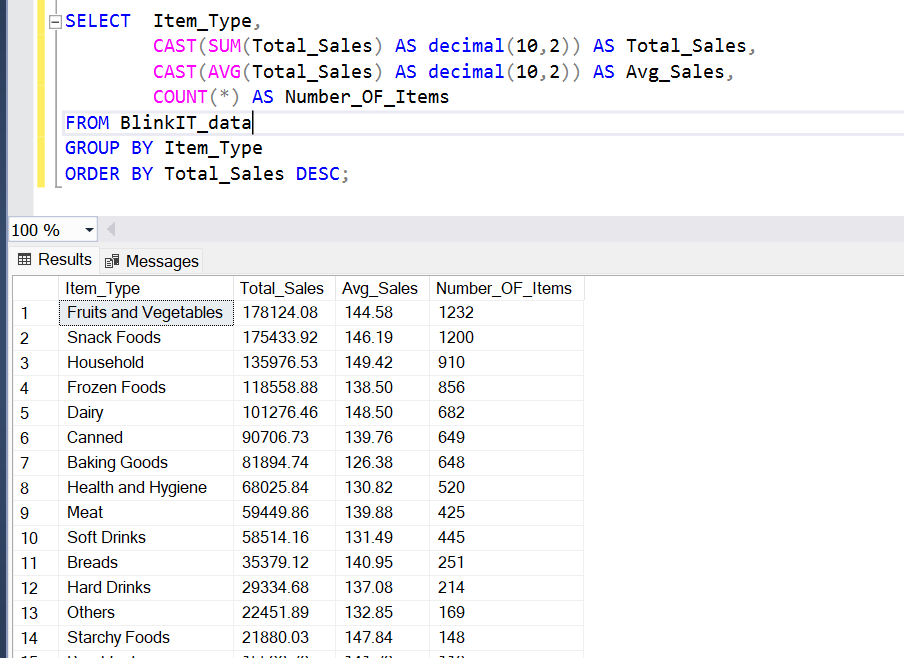 SELECT Item_Type,
CAST(SUM(Total_Sales) AS decimal(10,2)) AS Total_Sales,
CAST(AVG(Total_Sales) AS decimal(10,2)) AS Avg_Sales,
COUNT(*) AS Number_OF_Items
FROM BlinkIT_data
GROUP BY Item_Type
ORDER BY Total_Sales DESC;
100 %
Results Messages
Item_Type Total_Sales Avg_Sales Number_OF_Items
1 Fruits and Vegetables 178124.08 144.58 1232
2 Snack Foods 175433.92 146.19 1200
3 Household 135976.53 149.42 910
4 Frozen Foods 118558.88 138.50 856
5 Dairy 101276.46 148.50 682
6 Canned 90706.73 139.76 649
7 Baking Goods 81894.74 126.38 648
8 Health and Hygiene 68025.84 130.82 520
9 Meat 59449.86 139.88 425
10 Soft Drinks 58514.16 131.49 445
11 Breads 35379.12 140.95 251
12 Hard Drinks 29334.68 137.08 214
13 Others 22451.89 132.85 169
14 Starchy Foods 21880.03 147.84 148